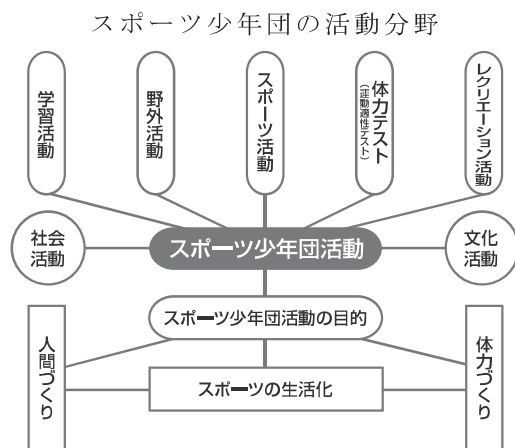 スポーツ少年団の活動分野
学習活動
野外活動
スポーツ活動
体力テスト
(運動適性テスト)
レクリエーション活動
社会
活動
スポーツ少年団活動
文化
活動
スポーツ少年団活動の目的
人間づくり
スポーツの生活化
体力づくり